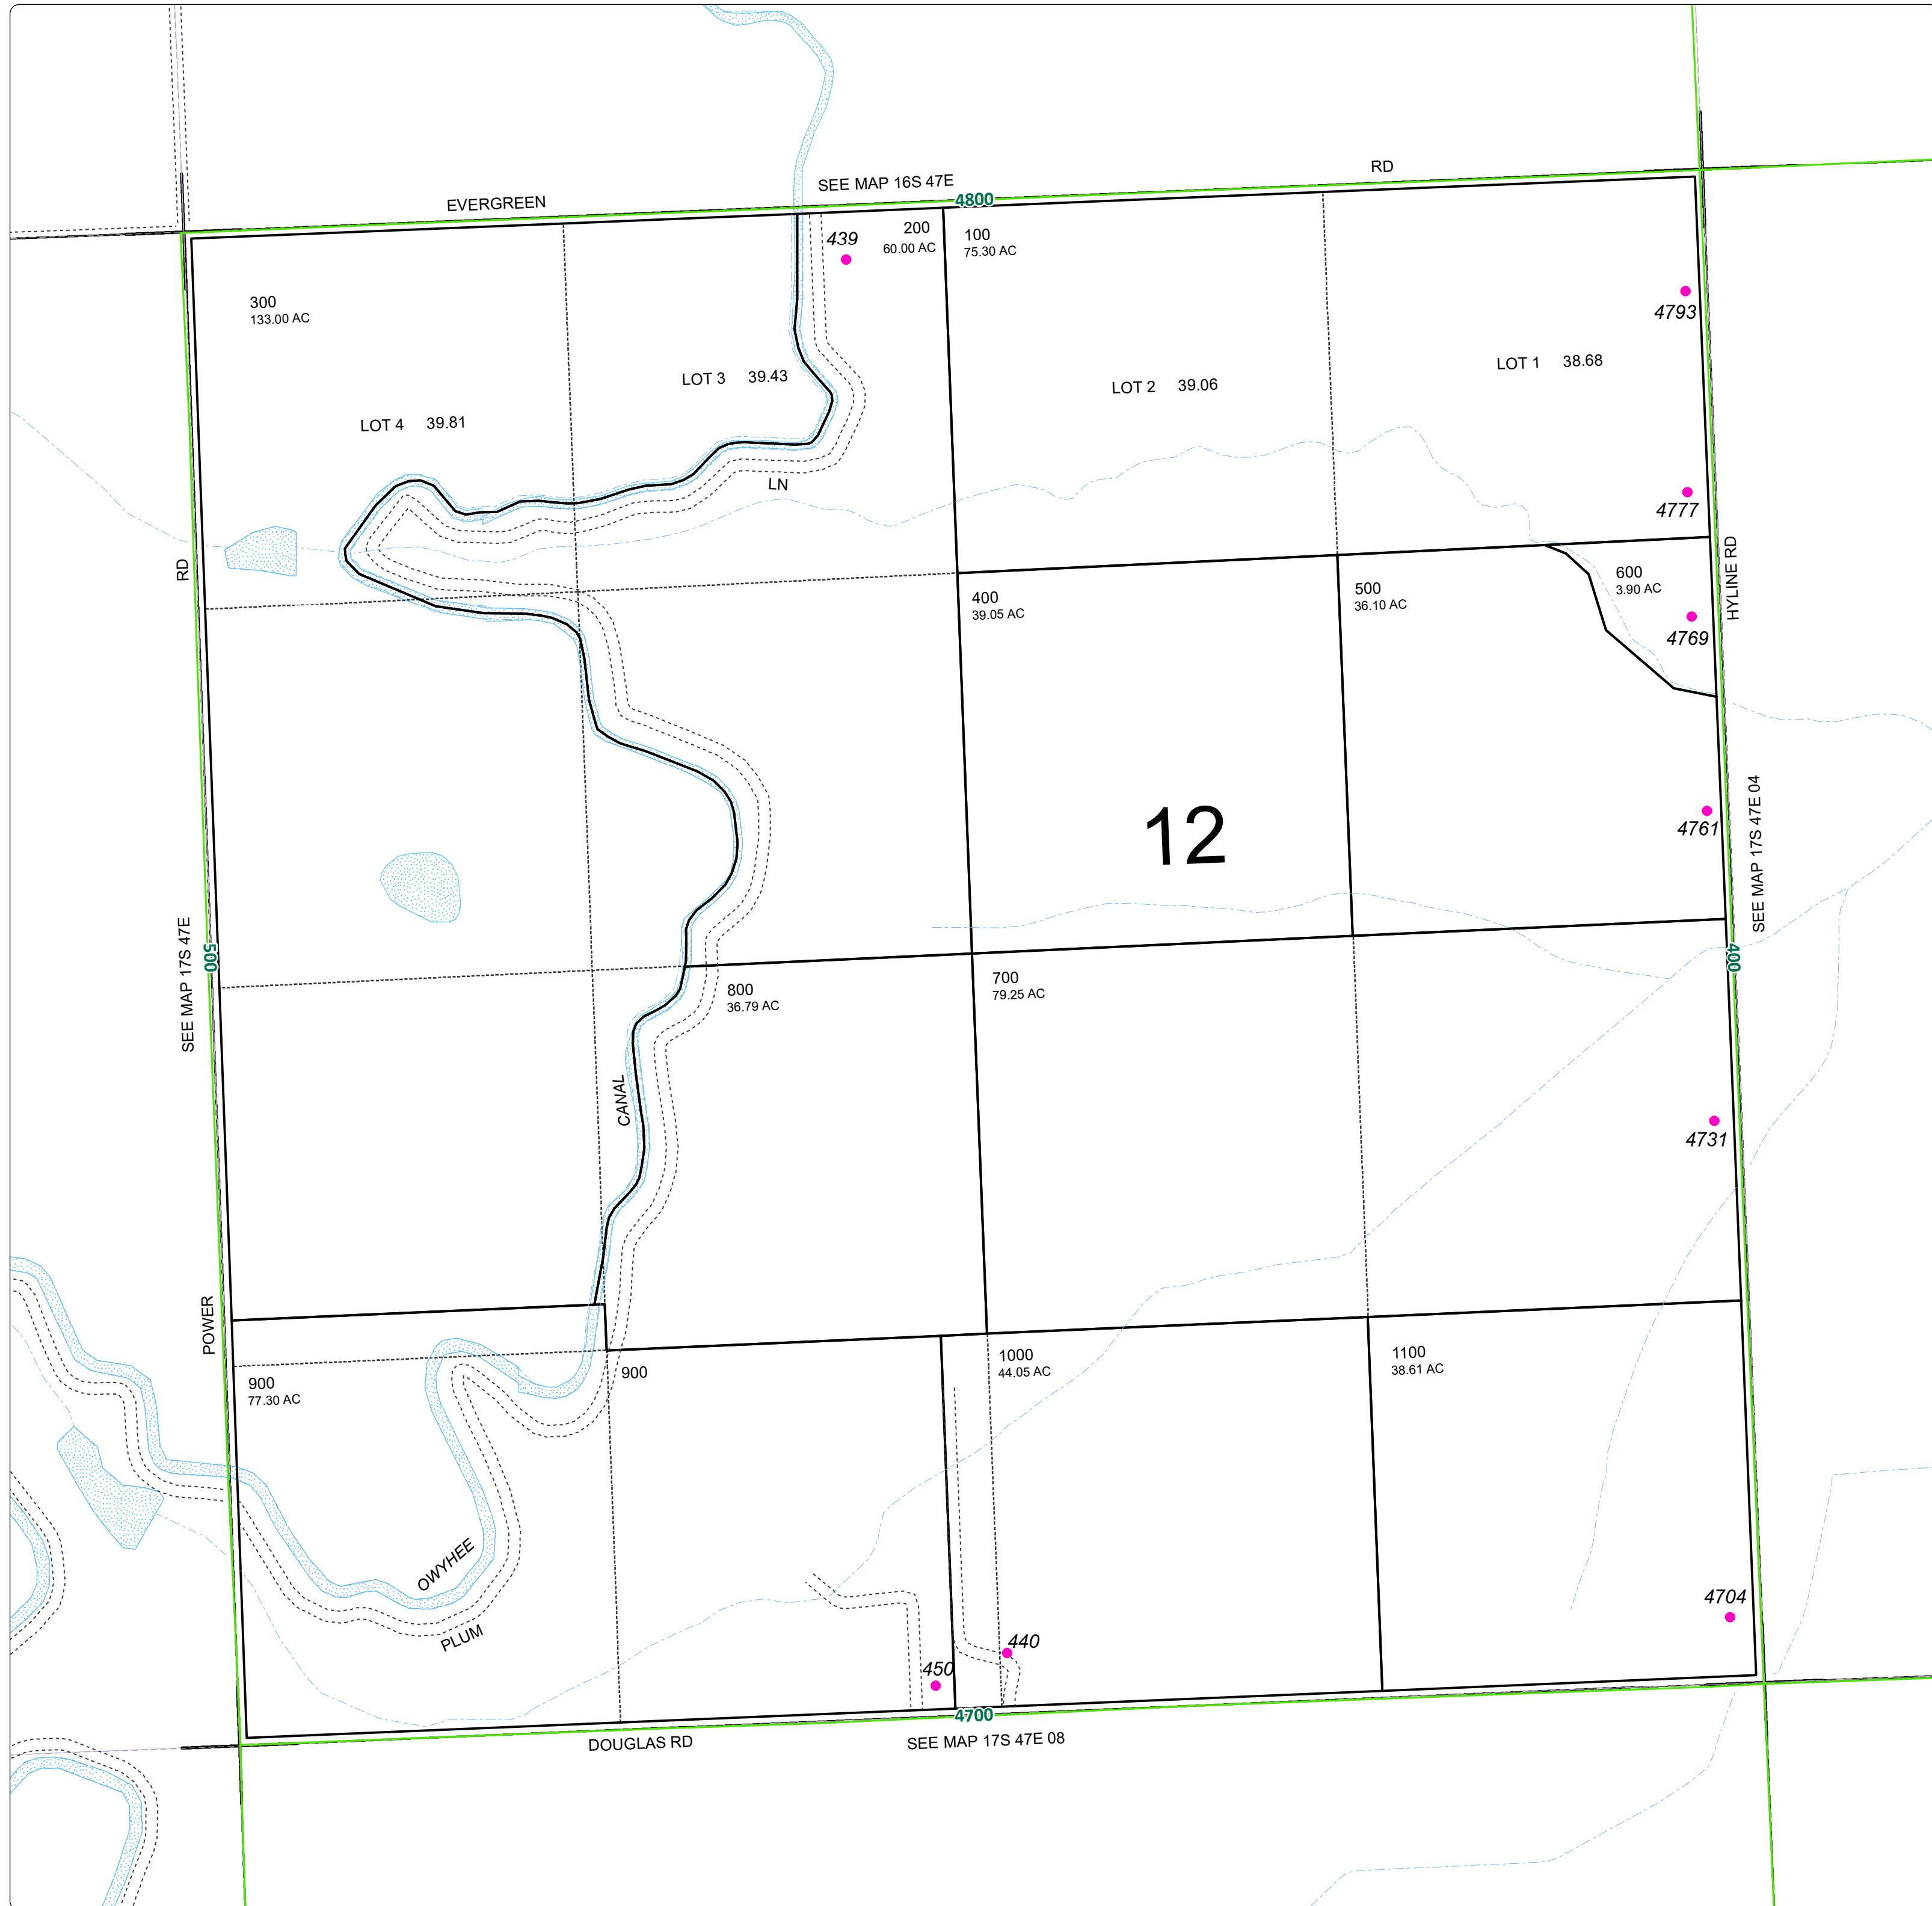 SEE MAP 16S 47E
RD
EVERGREEN
4800
439
200
60.00 AC
100
75.30 AC
300
133.00 AC
4793
LOT 1 38.68
LOT 2 39.06
LOT 3 39.43
LOT 4 39.81
LN
4777
RD
HYLINE RD
400
39.05 AC
500
36.10 AC
600
3.90 AC
4769
12
4761
SEE MAP 17S 47E 04
SEE MAP 17S 47E
500
400
800
36.79 AC
700
79.25 AC
CANAL
4731
POWER
900
77.30 AC
900
1000
44.05 AC
1100
38.61 AC
OWYHEE
PLUM
4704
440
450
4700
DOUGLAS RD
SEE MAP 17S 47E 08